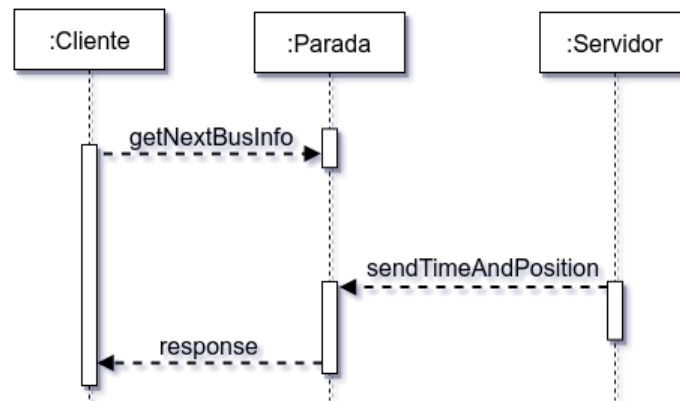 :Cliente
:Parada
:Servidor
getNextBusInfo
sendTimeAndPosition
response